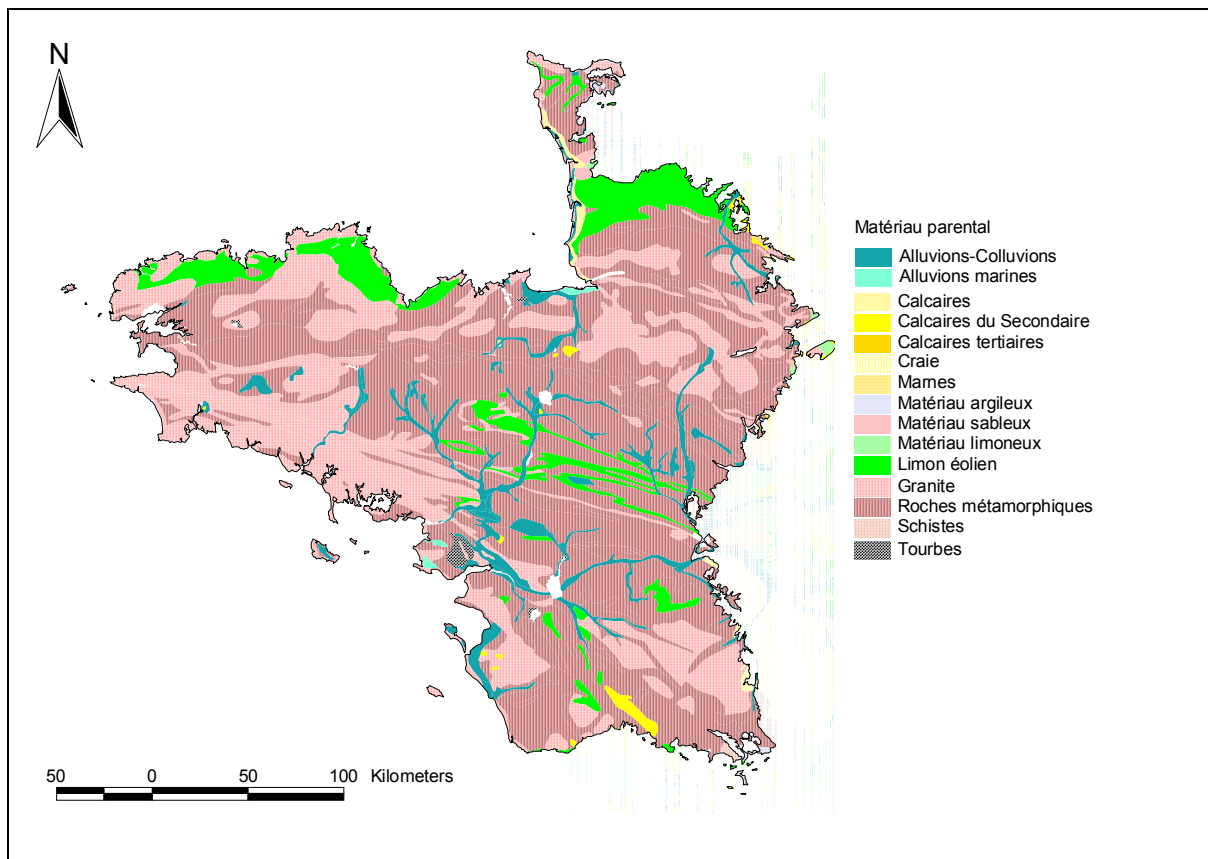 N
Matériau parental
Alluvions-Colluvions
Alluvions marines
Calcaires
Calcaires du Secondaire
Calcaires tertiaires
Craie
Marnes
Matériau argileux
Matériau sableux
Matériau limoneux
Limon éolien
Granite
Roches métamorphiques
Schistes
Tourbes
50 0 50 100 Kilometers